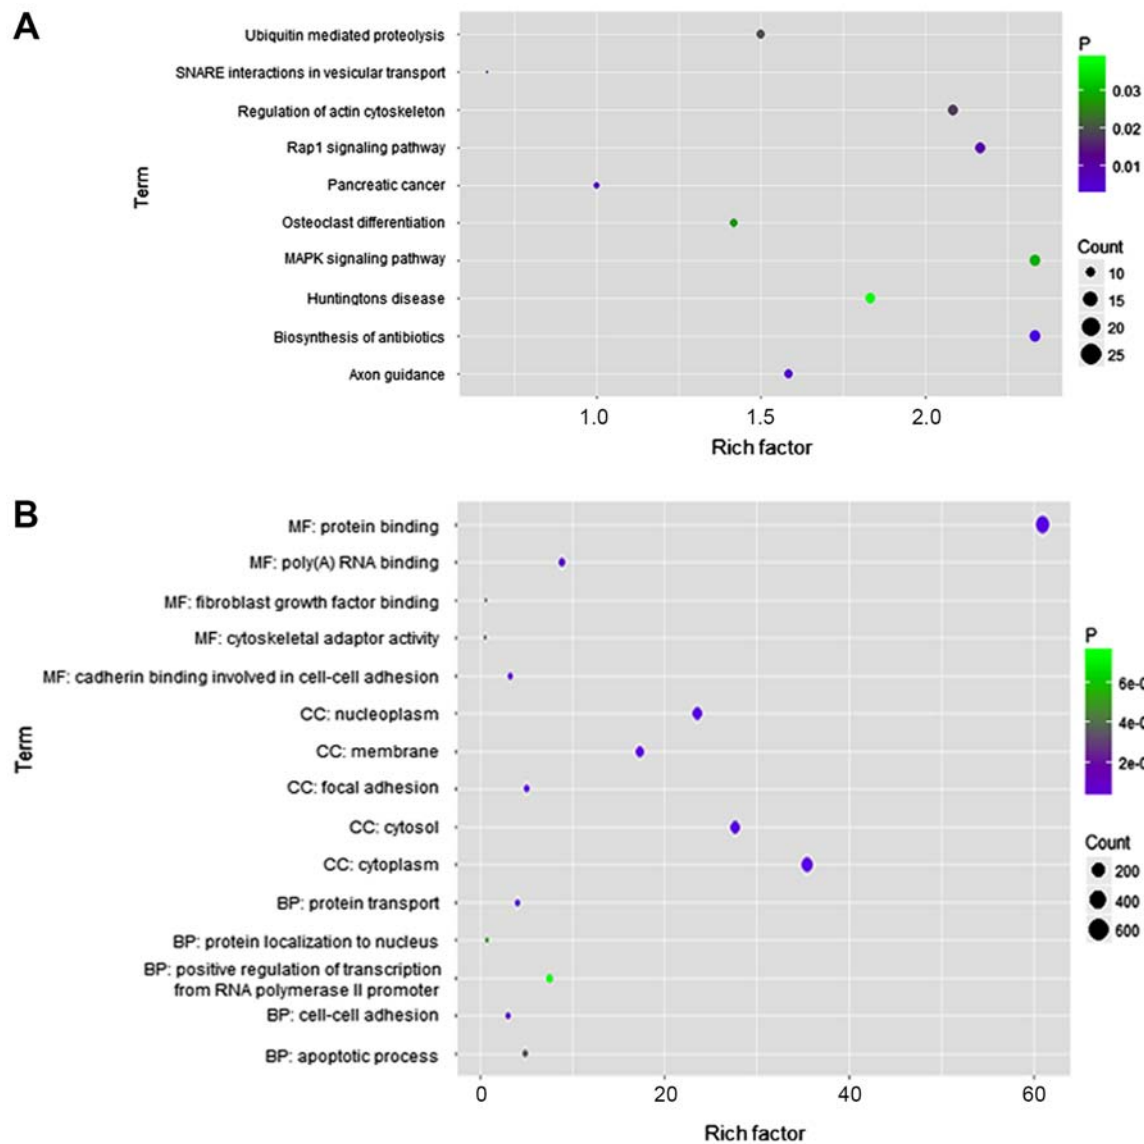 A
Ubiquitin mediated proteolysis
SNARE interactions in vesicular transport
Regulation of actin cytoskeleton
Rap1 signaling pathway
Pancreatic cancer
Osteoclast differentiation
MAPK signaling pathway
Huntingtons disease
Biosynthesis of antibiotics
Axon guidance
Term
1.0 1.5 2.0
Rich factor
P
0.03
0.02
0.01
Count
10
15
20
25
B
MF: protein binding
MF: poly(A) RNA binding
MF: fibroblast growth factor binding
MF: cytoskeletal adaptor activity
MF: cadherin binding involved in cell-cell adhesion
CC: nucleoplasm
CC: membrane
CC: focal adhesion
CC: cytosol
CC: cytoplasm
BP: protein transport
BP: protein localization to nucleus
BP: positive regulation of transcription
from RNA polymerase II promoter
BP: cell-cell adhesion
BP: apoptotic process
Term
0 20 40 60
Rich factor
P
6e-0
4e-0
2e-0
Count
200
400
600